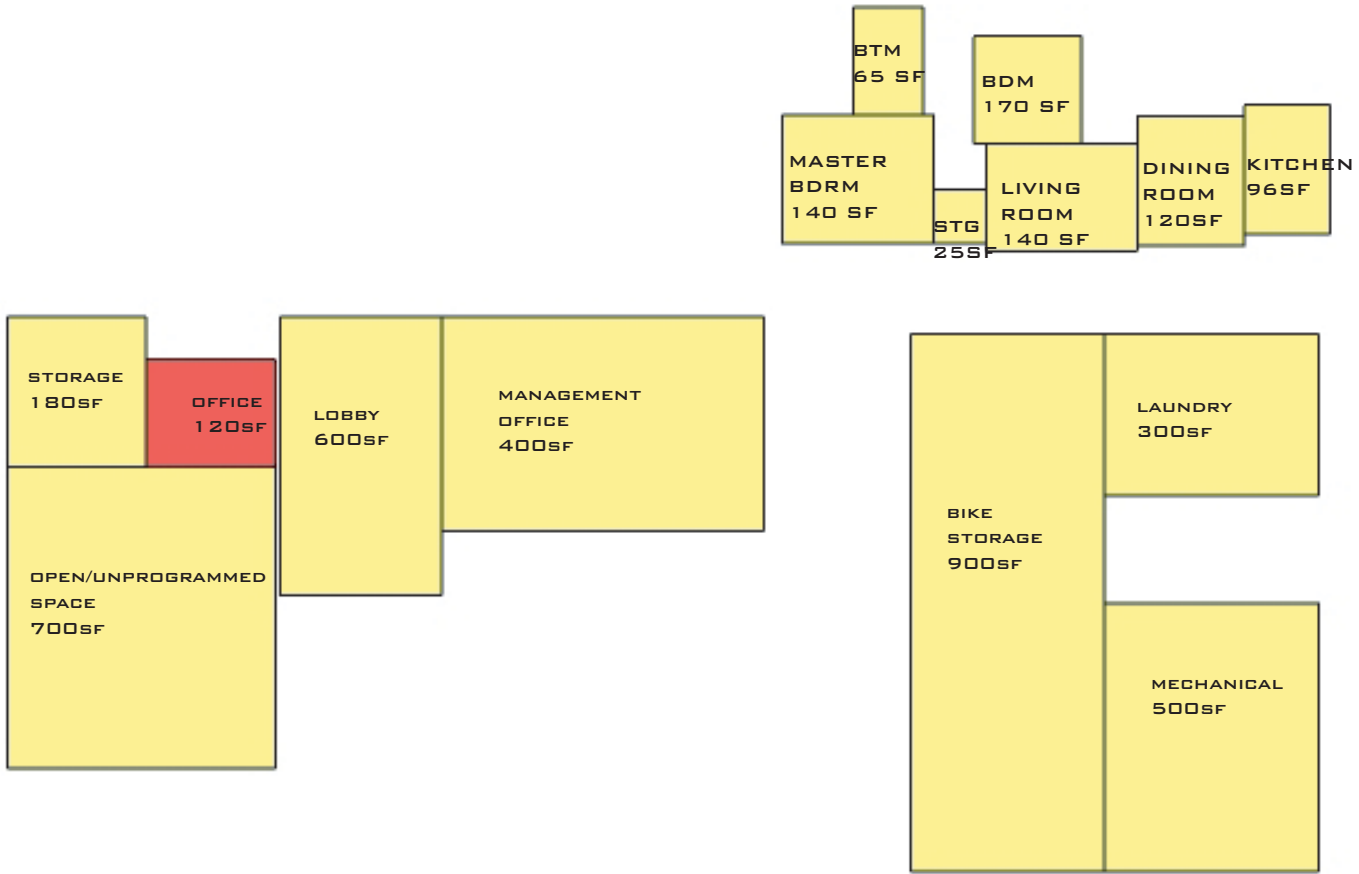 BTM
65 SF
BDM
170 SF
MASTER
BDRM
140 SF
STG
25SF
LIVING
ROOM
140 SF
DINING
ROOM
120SF
KITCHEN
96SF
STORAGE
180SF
OFFICE
120SF
LOBBY
600SF
MANAGEMENT
OFFICE
400SF
OPEN/UNPROGRAMMED
SPACE
700SF
BIKE
STORAGE
900SF
LAUNDRY
300SF
MECHANICAL
500SF